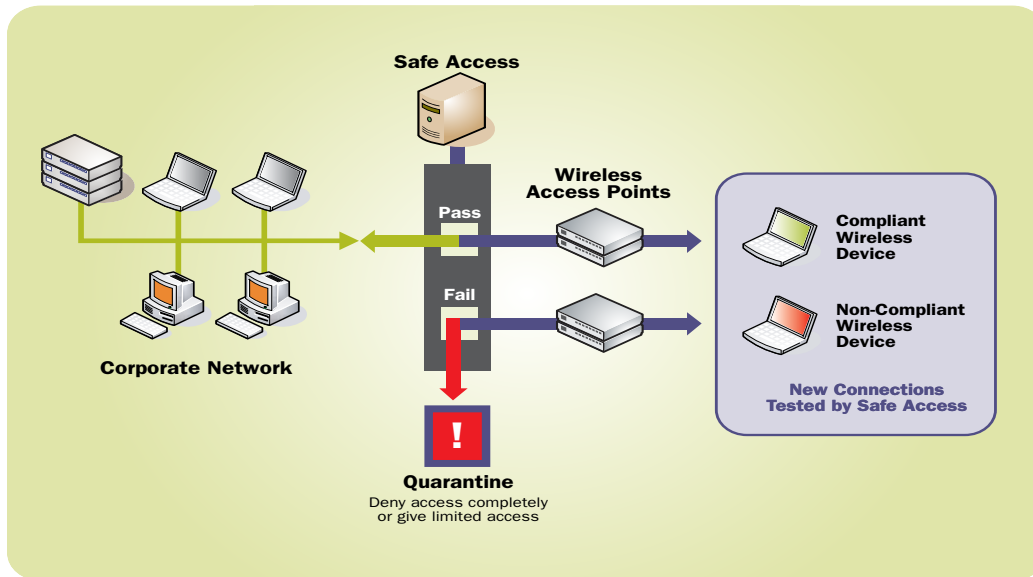 Safe Access
Wireless
Access Points
Pass
Compliant
Wireless
Device
Fail
Non-Compliant
Wireless
Device
Corporate Network
New Connections
Tested by Safe Access
!
Quarantine
Deny access completely
or give limited access